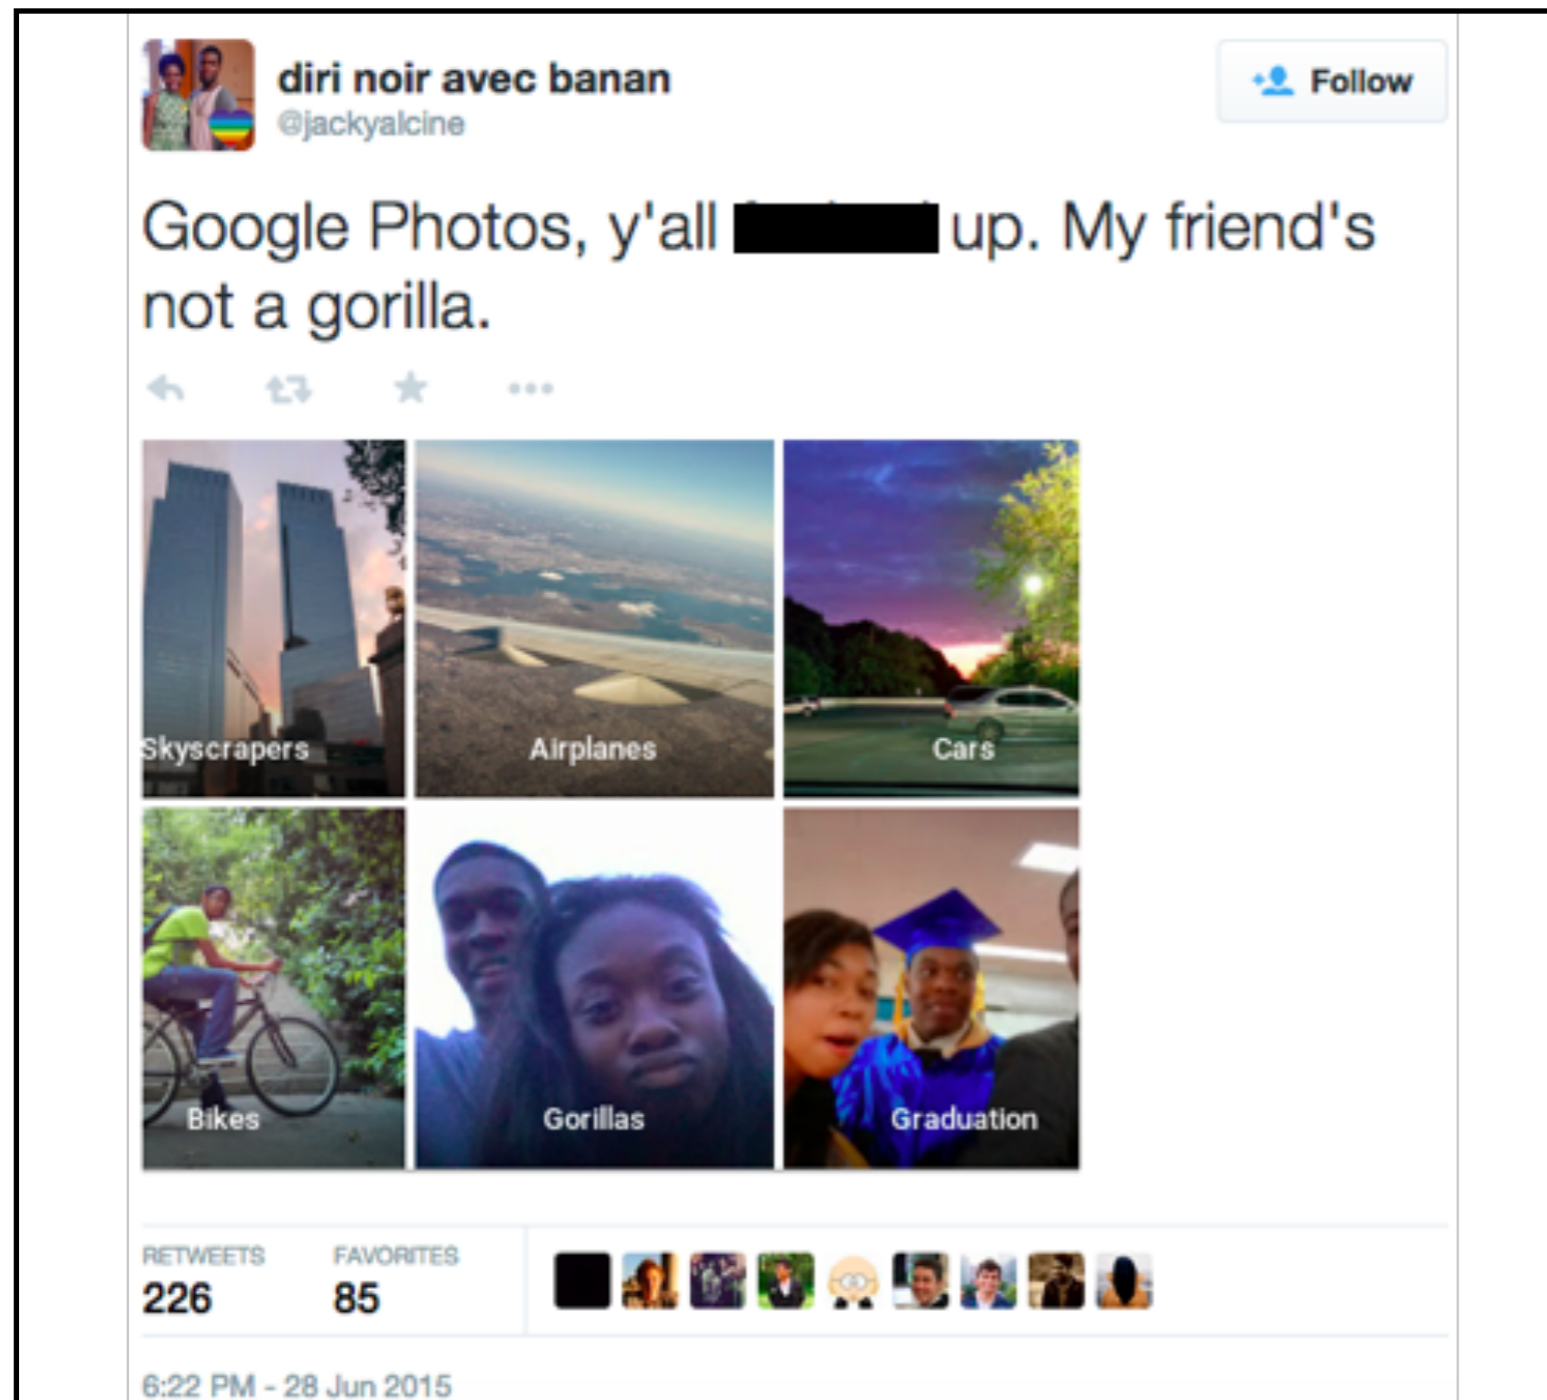 diri noir avec banan
@jackyalcine
Follow
Google Photos, y'all up. My friend's
not a gorilla.
Skyscrapers
Airplanes
Cars
Bikes
Gorillas
Graduation
RETWEETS
226
FAVORITES
85
6:22 PM - 28 Jun 2015